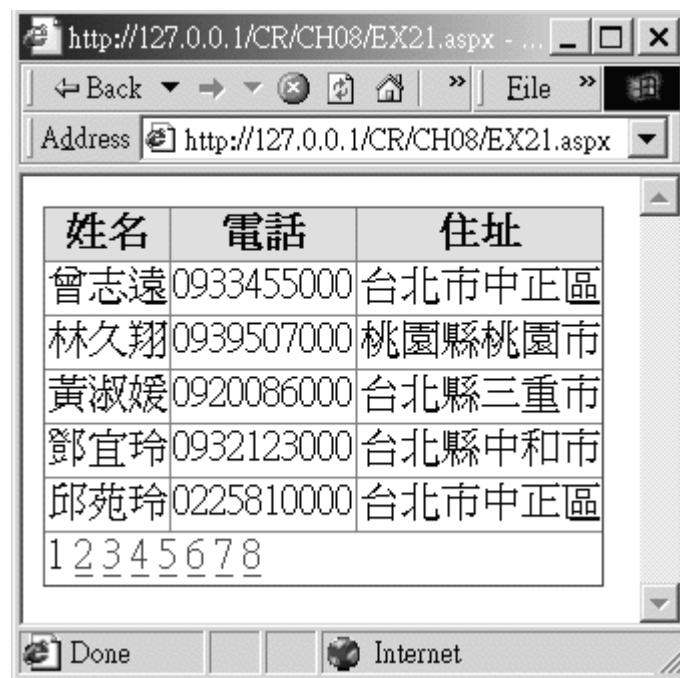 http://127.0.0.1/CR/CH08/EX21.aspx - ...
Back » File »
Address http://127.0.0.1/CR/CH08/EX21.aspx
姓名 電話 住址
曾志遠 0933455000 台北市中正區
林久翔 0939507000 桃園縣桃園市
黃淑媛 0920086000 台北縣三重市
鄧宜玲 0932123000 台北縣中和市
邱苑玲 0225810000 台北市中正區
1 2 3 4 5 6 7 8
Done Internet